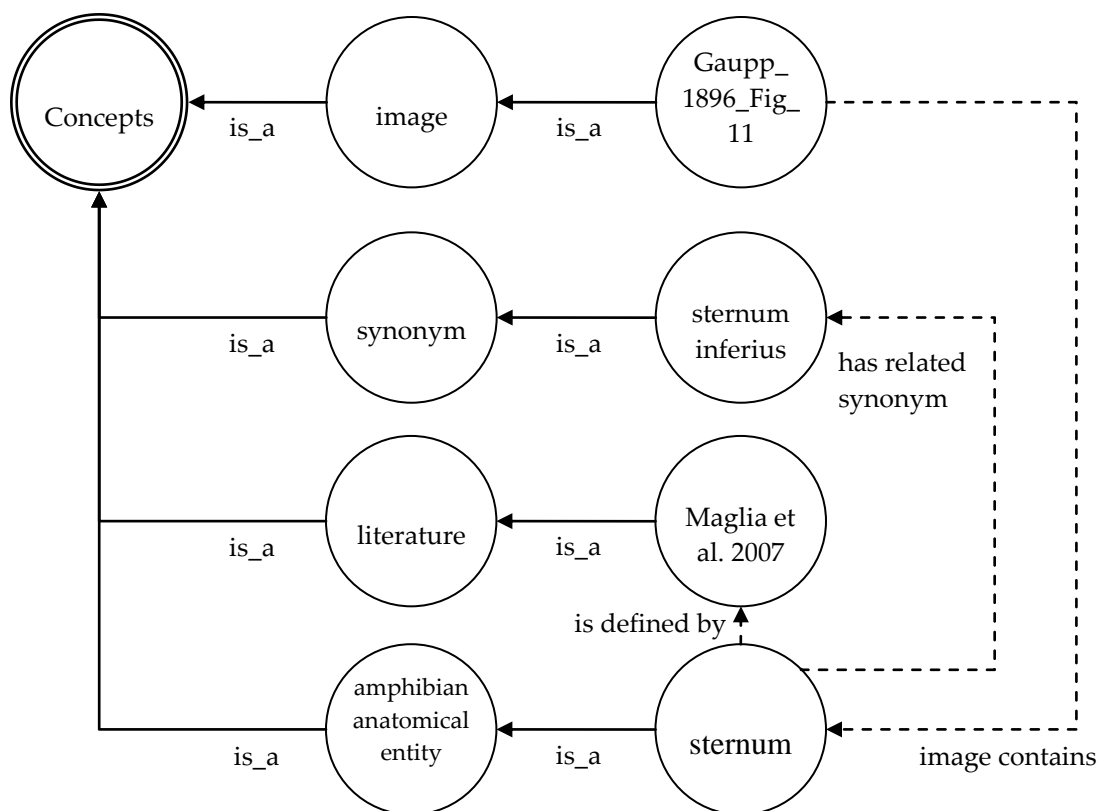 Gaupp_
1896_Fig_
11
Concepts
image
is_a
is_a
sternum
inferius
synonym
is_a
is_a
has related
synonym
Maglia et
al. 2007
literature
is_a
is_a
is defined by
amphibian
anatomical
entity
sternum
is_a
is_a
image contains